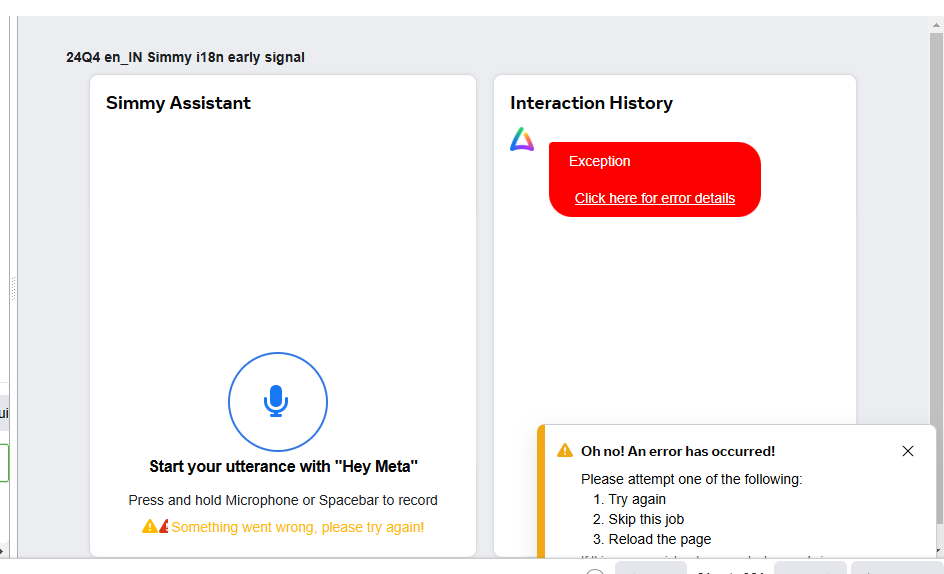 24Q4 en_IN Simmy i18n early signal
Simmy Assistant
Start your utterance with "Hey Meta"
Press and hold Microphone or Spacebar to record
Something went wrong, please try again!
Interaction History
Exception
Click here for error details
Oh no! An error has occurred!
Please attempt one of the following:
1. Try again
2. Skip this job
3. Reload the page
ui